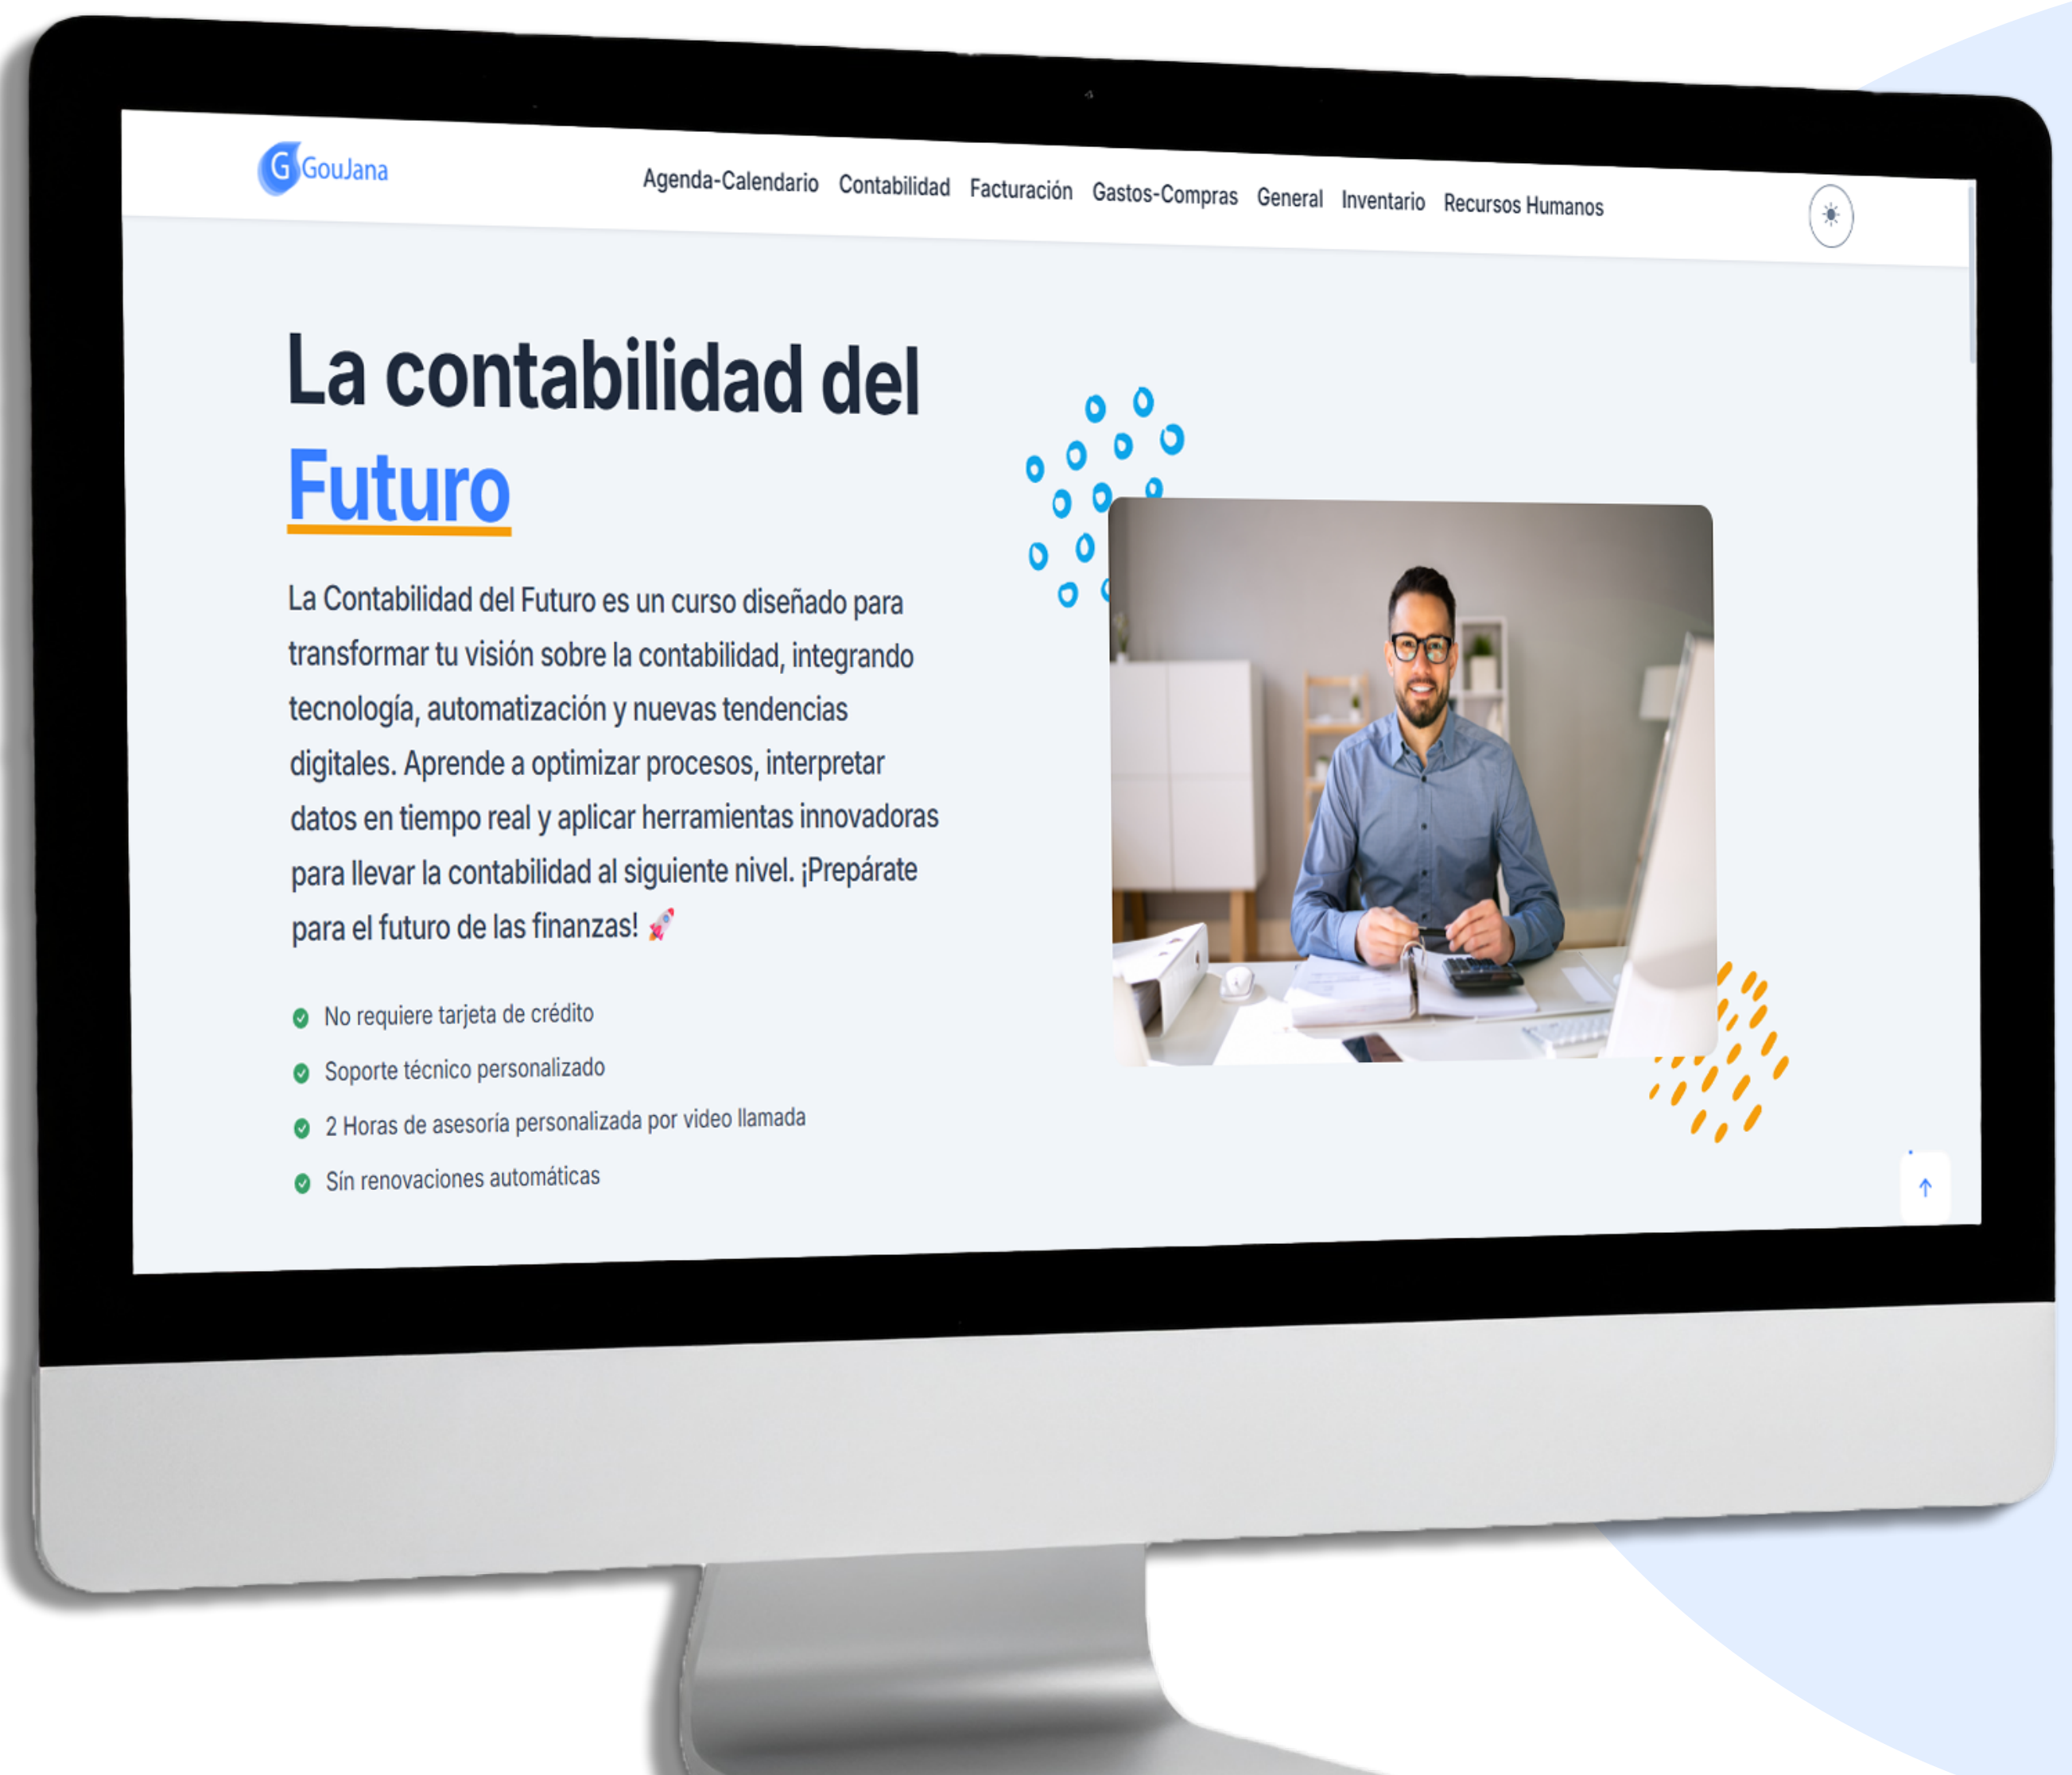 G GouJana
Agenda-Calendario Contabilidad Facturación Gastos-Compras General Inventario Recursos Humanos
La contabilidad del
Futuro
La Contabilidad del Futuro es un curso diseñado para
transformar tu visión sobre la contabilidad, integrando
tecnología, automatización y nuevas tendencias
digitales. Aprende a optimizar procesos, interpretar
datos en tiempo real y aplicar herramientas innovadoras
para llevar la contabilidad al siguiente nivel. ¡Prepárate
para el futuro de las finanzas! 🚀
No requiere tarjeta de crédito
Soporte técnico personalizado
2 Horas de asesoría personalizada por video llamada
Sín renovaciones automáticas